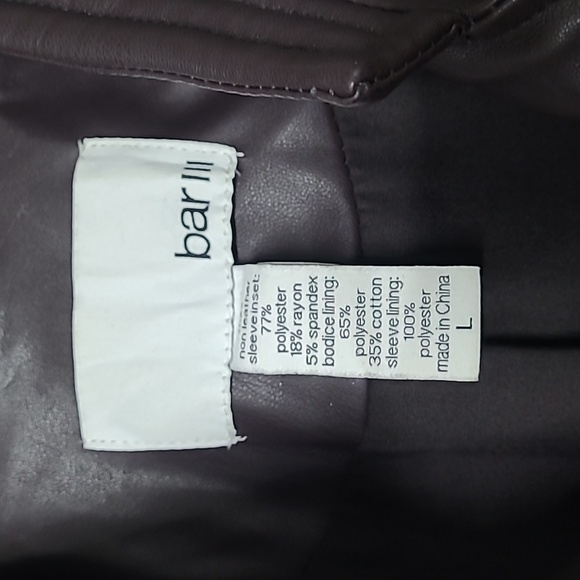 bar III
non leather
sleeve inset:
77%
polyester
18% rayon
5% spandex
bodice lining:
65%
polyester
35% cotton
sleeve lining:
100%
polyester
made in China
L